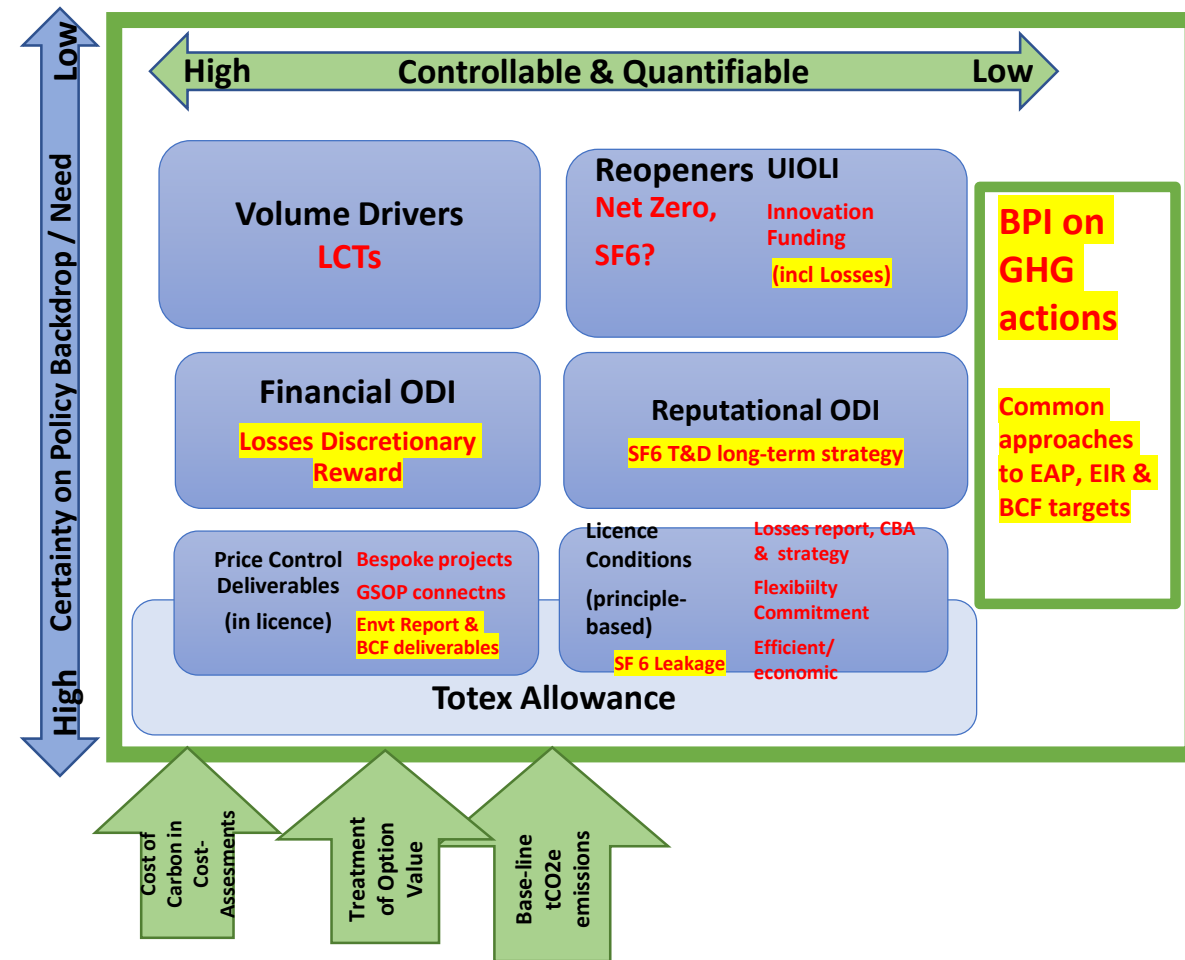 Low
Certainty on Policy Backdrop / Need
High
High
Controllable & Quantifiable
Low
Volume Drivers
LCTs
Reopeners
Net Zero,
SF6?
UIOLI
Innovation
Funding
(incl Losses)
BPI on
GHG
actions
Common
approaches
to EAP, EIR &
BCF targets
Financial ODI
Losses Discretionary
Reward
Reputational ODI
SF6 T&D long-term strategy
Price Control
Deliverables
(in licence)
Bespoke projects
GSOP connectns
Envt Report &
BCF deliverables
Licence
Conditions
(principle-
based)
SF 6 Leakage
Losses report, CBA
& strategy
Flexibiilty
Commitment
Efficient/
economic
Totex Allowance
Cost of
Carbon in
Cost-
Assesments
Treatment
of Option
Value
Base-line
tCO2e
emissions